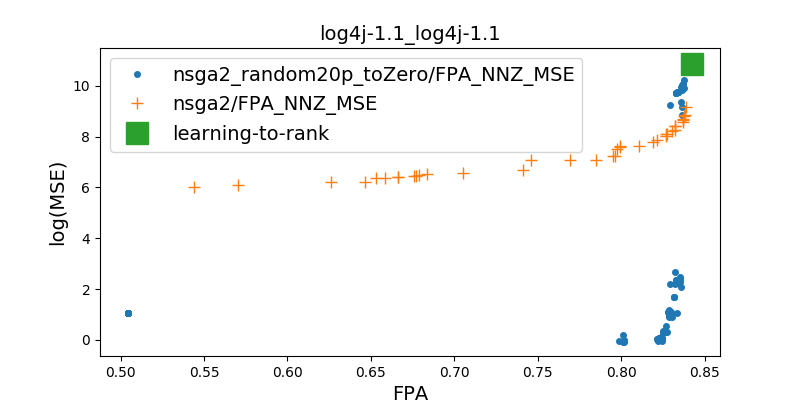 log4j-1.1_log4j-1.1
nsga2_random20p_toZero/FPA_NNZ_MSE
nsga2/FPA_NNZ_MSE
learning-to-rank
log(MSE)
10
8
6
4
2
0
0.50 0.55 0.60 0.65 0.70 0.75 0.80 0.85
FPA